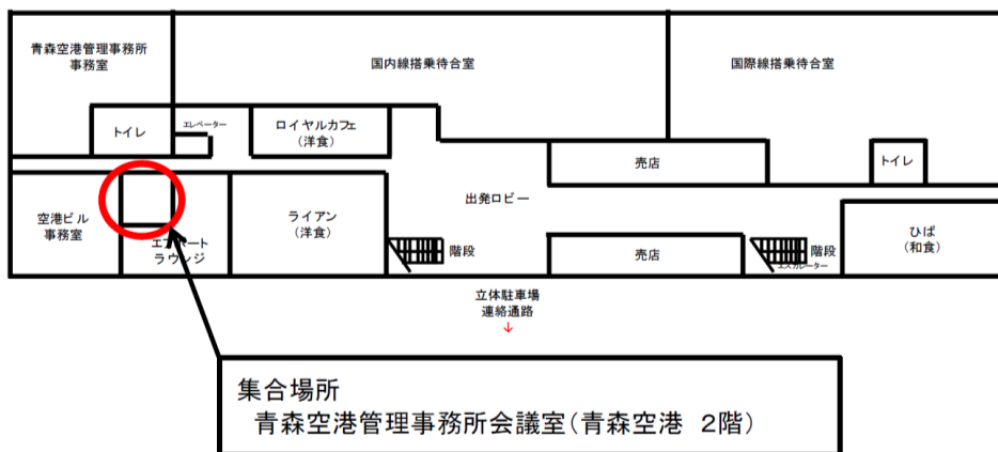 青森空港管理事務所
事務室
国内線搭乗待合室
国際線搭乗待合室
トイレ
エレベーター
ロイヤルカフェ
(洋食)
売店
トイレ
空港ビル
事務室
エアポート
ラウンジ
ライアン
(洋食)
出発ロビー
階段
売店
階段
エスカレーター
ひば
(和食)
立体駐車場
連絡通路
↓
集合場所
青森空港管理事務所会議室(青森空港 2階)